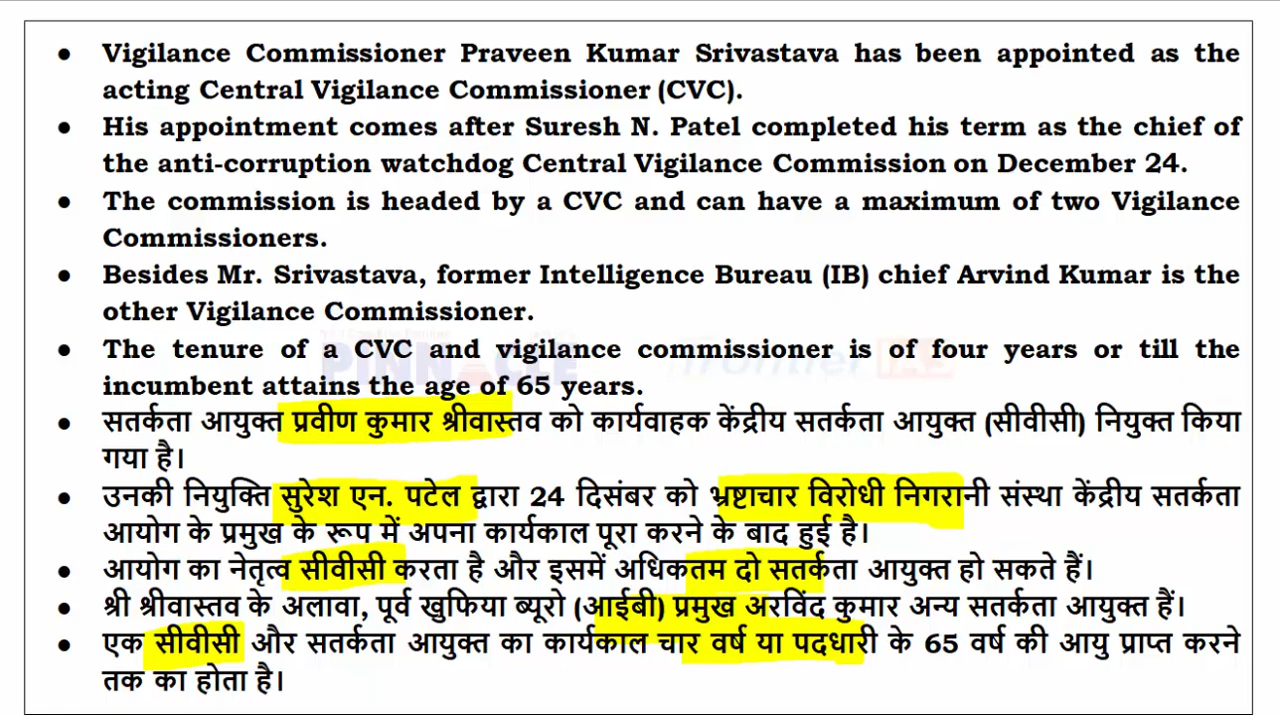 ● Vigilance Commissioner Praveen Kumar Srivastava has been appointed as the
acting Central Vigilance Commissioner (CVC).
● His appointment comes after Suresh N. Patel completed his term as the chief of
the anti-corruption watchdog Central Vigilance Commission on December 24.
● The commission is headed by a CVC and can have a maximum of two Vigilance
Commissioners.
● Besides Mr. Srivastava, former Intelligence Bureau (IB) chief Arvind Kumar is the
other Vigilance Commissioner.
PINNACLE
● The tenure of a CVC and vigilance commissioner is of four years or till the
incumbent attains the age of 65 years.
● सतर्कता आयुक्त प्रवीण कुमार श्रीवास्तव को कार्यवाहक केंद्रीय सतर्कता आयुक्त (सीवीसी) नियुक्त किया
गया है।
● उनकी नियुक्ति सुरेश एन. पटेल द्वारा 24 दिसंबर को भ्रष्टाचार विरोधी निगरानी संस्था केंद्रीय सतर्कता
आयोग के प्रमुख के रूप में अपना कार्यकाल पूरा करने के बाद हुई है।
● आयोग का नेतृत्व सीवीसी करता है और इसमें अधिकतम दो सतर्कता आयुक्त हो सकते हैं।
● श्री श्रीवास्तव के अलावा, पूर्व खुफिया ब्यूरो (आईबी) प्रमुख अरविंद कुमार अन्य सतर्कता आयुक्त हैं।
● एक सीवीसी और सतर्कता आयुक्त का कार्यकाल चार वर्ष या पदधारी के 65 वर्ष की आयु प्राप्त करने
तक का होता है।